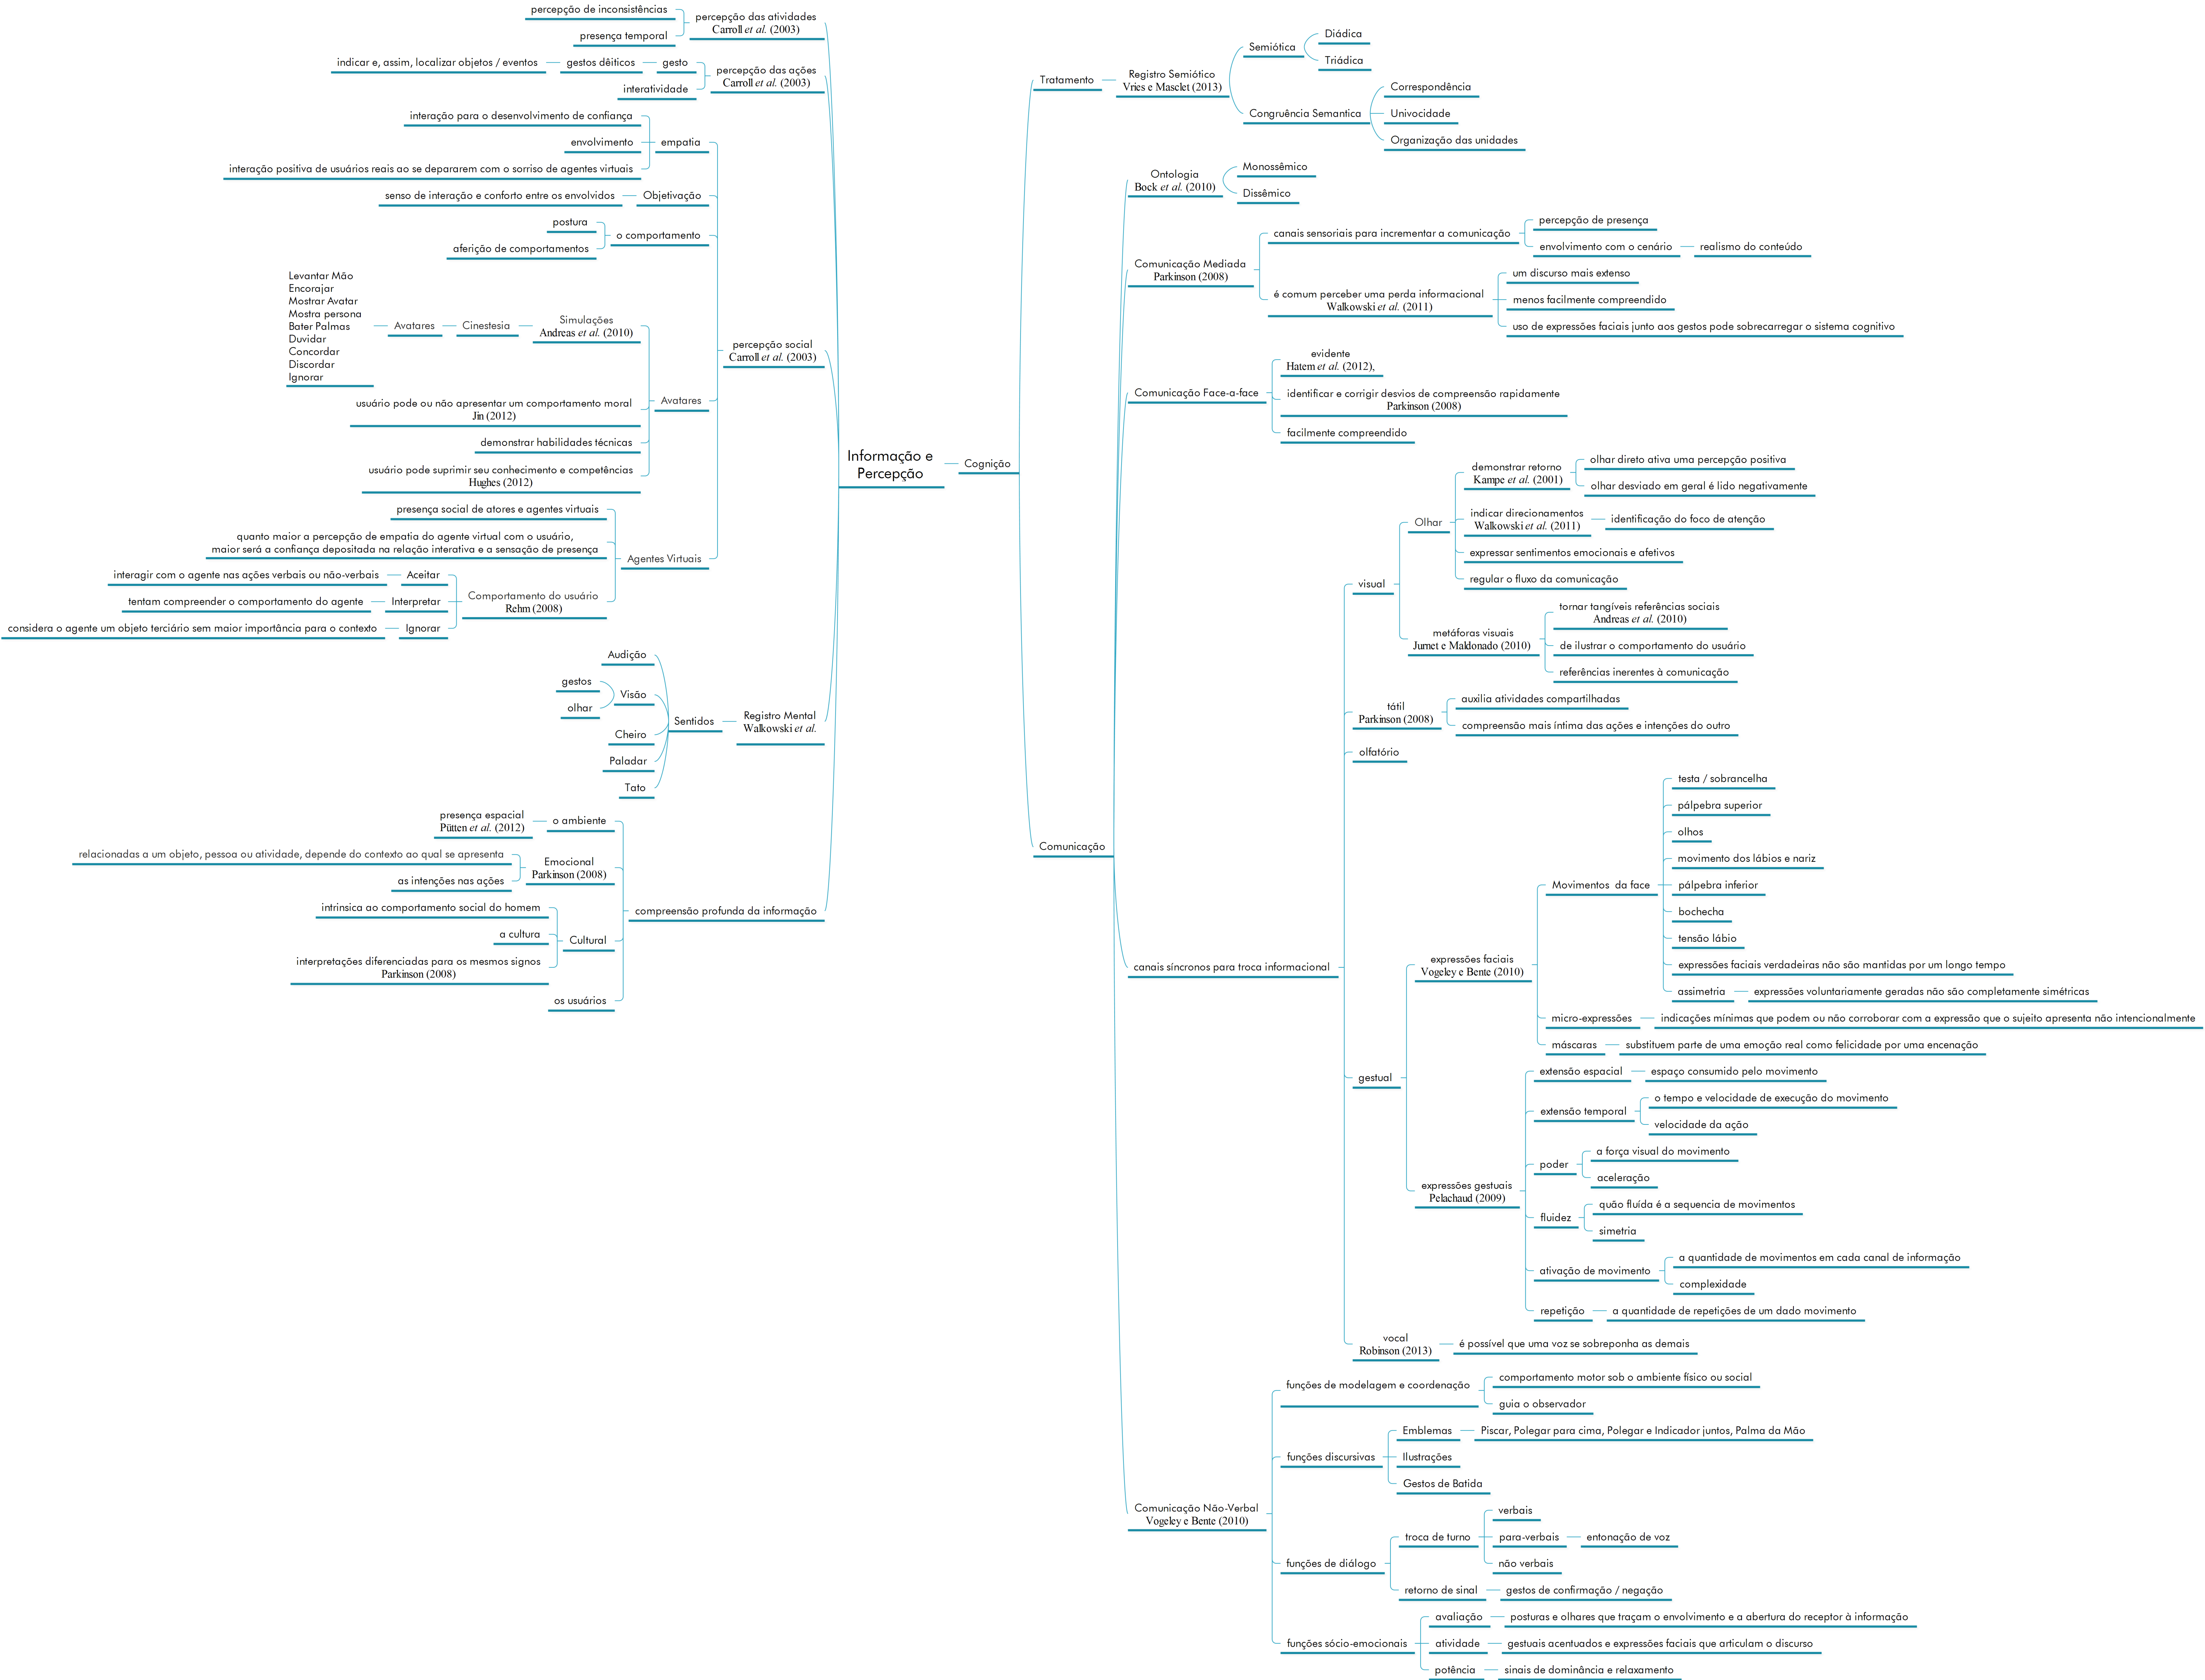 Informação e
Percepção
percepção de inconsistências
presença temporal
percepção das atividades
Carroll et al. (2003)
indicar e, assim, localizar objetos / eventos
gestos dêiticos
gesto
interatividade
percepção das ações
Carroll et al. (2003)
interação para o desenvolvimento de confiança
envolvimento
interação positiva de usuários reais ao se depararem com o sorriso de agentes virtuais
empatia
senso de interação e conforto entre os envolvidos
Objetivação
postura
aferição de comportamentos
o comportamento
Levantar Mão
Encorajar
Mostrar Avatar
Mostra persona
Bater Palmas
Duvidar
Concordar
Discordar
Ignorar
Avatares
Cinestesia
Simulações
Andreas et al. (2010)
usuário pode ou não apresentar um comportamento moral
Jin (2012)
demonstrar habilidades técnicas
usuário pode suprimir seu conhecimento e competências
Hughes (2012)
Avatares
percepção social
Carroll et al. (2003)
presença social de atores e agentes virtuais
quanto maior a percepção de empatia do agente virtual com o usuário,
maior será a confiança depositada na relação interativa e a sensação de presença
interagir com o agente nas ações verbais ou não-verbais
Aceitar
tentam compreender o comportamento do agente
Interpretar
considera o agente um objeto terciário sem maior importância para o contexto
Ignorar
Comportamento do usuário
Rehm (2008)
Agentes Virtuais
Audição
gestos
olhar
Visão
Cheiro
Paladar
Tato
Sentidos
Registro Mental
Walkowski et al.
presença espacial
Pütten et al. (2012)
o ambiente
relacionadas a um objeto, pessoa ou atividade, depende do contexto ao qual se apresenta
as intenções nas ações
Emocional
Parkinson (2008)
intrinsica ao comportamento social do homem
a cultura
interpretações diferenciadas para os mesmos signos
Parkinson (2008)
Cultural
os usuários
compreensão profunda da informação
Cognição
Tratamento
Registro Semiótico
Vries e Masclet (2013)
Semiótica
Diádica
Triádica
Congruência Semantica
Correspondência
Univocidade
Organização das unidades
Comunicação
Ontologia
Bock et al. (2010)
Monossêmico
Dissêmico
Comunicação Mediada
Parkinson (2008)
canais sensoriais para incrementar a comunicação
percepção de presença
envolvimento com o cenário
realismo do conteúdo
é comum perceber uma perda informacional
Walkowski et al. (2011)
um discurso mais extenso
menos facilmente compreendido
uso de expressões faciais junto aos gestos pode sobrecarregar o sistema cognitivo
Comunicação Face-a-face
evidente
Hatem et al. (2012),
identificar e corrigir desvios de compreensão rapidamente
Parkinson (2008)
facilmente compreendido
canais síncronos para troca informacional
visual
Olhar
demonstrar retorno
Kampe et al. (2001)
olhar direto ativa uma percepção positiva
olhar desviado em geral é lido negativamente
indicar direcionamentos
Walkowski et al. (2011)
identificação do foco de atenção
expressar sentimentos emocionais e afetivos
regular o fluxo da comunicação
metáforas visuais
Jurnet e Maldonado (2010)
tornar tangíveis referências sociais
Andreas et al. (2010)
de ilustrar o comportamento do usuário
referências inerentes à comunicação
tátil
Parkinson (2008)
auxilia atividades compartilhadas
compreensão mais íntima das ações e intenções do outro
olfatório
gestual
expressões faciais
Vogeley e Bente (2010)
Movimentos  da face
testa / sobrancelha
pálpebra superior
olhos
movimento dos lábios e nariz
pálpebra inferior
bochecha
tensão lábio
expressões faciais verdadeiras não são mantidas por um longo tempo
assimetria
expressões voluntariamente geradas não são completamente simétricas
micro-expressões
indicações mínimas que podem ou não corroborar com a expressão que o sujeito apresenta não intencionalmente
máscaras
substituem parte de uma emoção real como felicidade por uma encenação
expressões gestuais
Pelachaud (2009)
extensão espacial
espaço consumido pelo movimento
extensão temporal
o tempo e velocidade de execução do movimento
velocidade da ação
poder
a força visual do movimento
aceleração
fluidez
quão fluída é a sequencia de movimentos
simetria
ativação de movimento
a quantidade de movimentos em cada canal de informação
complexidade
repetição
a quantidade de repetições de um dado movimento
vocal
Robinson (2013)
é possível que uma voz se sobreponha as demais
Comunicação Não-Verbal
Vogeley e Bente (2010)
funções de modelagem e coordenação
comportamento motor sob o ambiente físico ou social
guia o observador
funções discursivas
Emblemas
Piscar, Polegar para cima, Polegar e Indicador juntos, Palma da Mão
Ilustrações
Gestos de Batida
funções de diálogo
troca de turno
verbais
para-verbais
entonação de voz
não verbais
retorno de sinal
gestos de confirmação / negação
funções sócio-emocionais
avaliação
posturas e olhares que traçam o envolvimento e a abertura do receptor à informação
atividade
gestuais acentuados e expressões faciais que articulam o discurso
potência
sinais de dominância e relaxamento